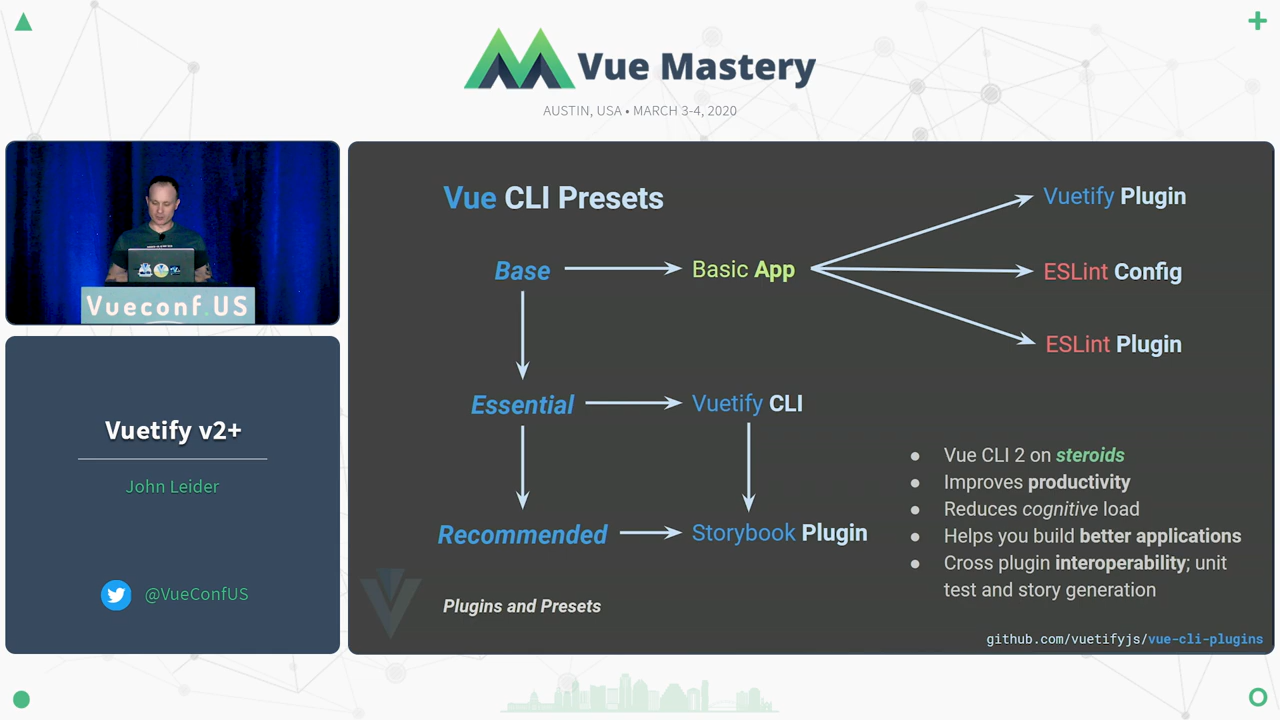 Vue Mastery
AUSTIN, USA • MARCH 3-4, 2020
Vueconf.US
Vuetify v2+
John Leider
@VueConfUS
Vue CLI Presets
Base
Basic App
Vuetify Plugin
ESLint Config
ESLint Plugin
Essential
Vuetify CLI
Recommended
Storybook Plugin
● Vue CLI 2 on steroids
● Improves productivity
● Reduces cognitive load
● Helps you build better applications
● Cross plugin interoperability; unit
test and story generation
Plugins and Presets
github.com/vuetifyjs/vue-cli-plugins